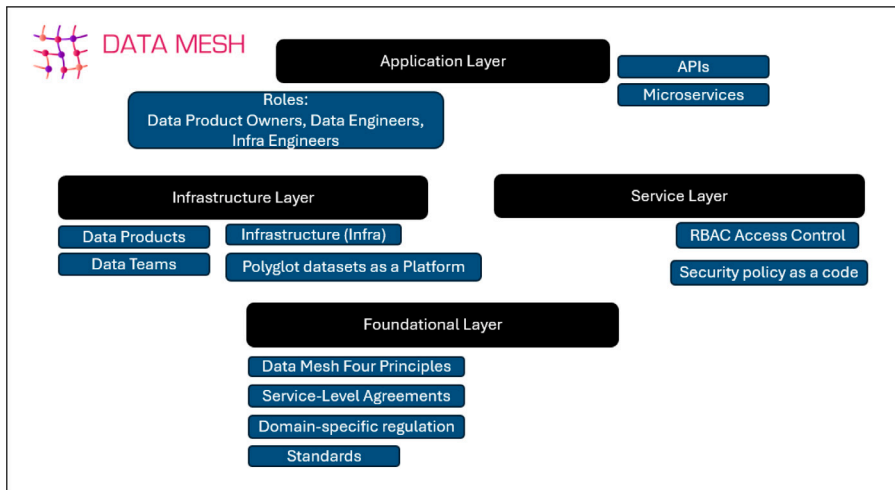 DATA MESH
Application Layer
APIs
Microservices
Roles:
Data Product Owners, Data Engineers,
Infra Engineers
Infrastructure Layer
Service Layer
Data Products
Infrastructure (Infra)
RBAC Access Control
Data Teams
Polyglot datasets as a Platform
Security policy as a code
Foundational Layer
Data Mesh Four Principles
Service-Level Agreements
Domain-specific regulation
Standards